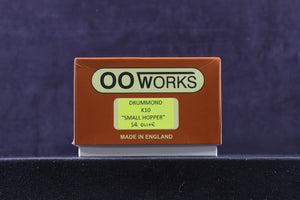 OO WORKS
DRUMMOND
K10
"SMALL HOPPER"
SR OLIVE
MADE IN ENGLAND